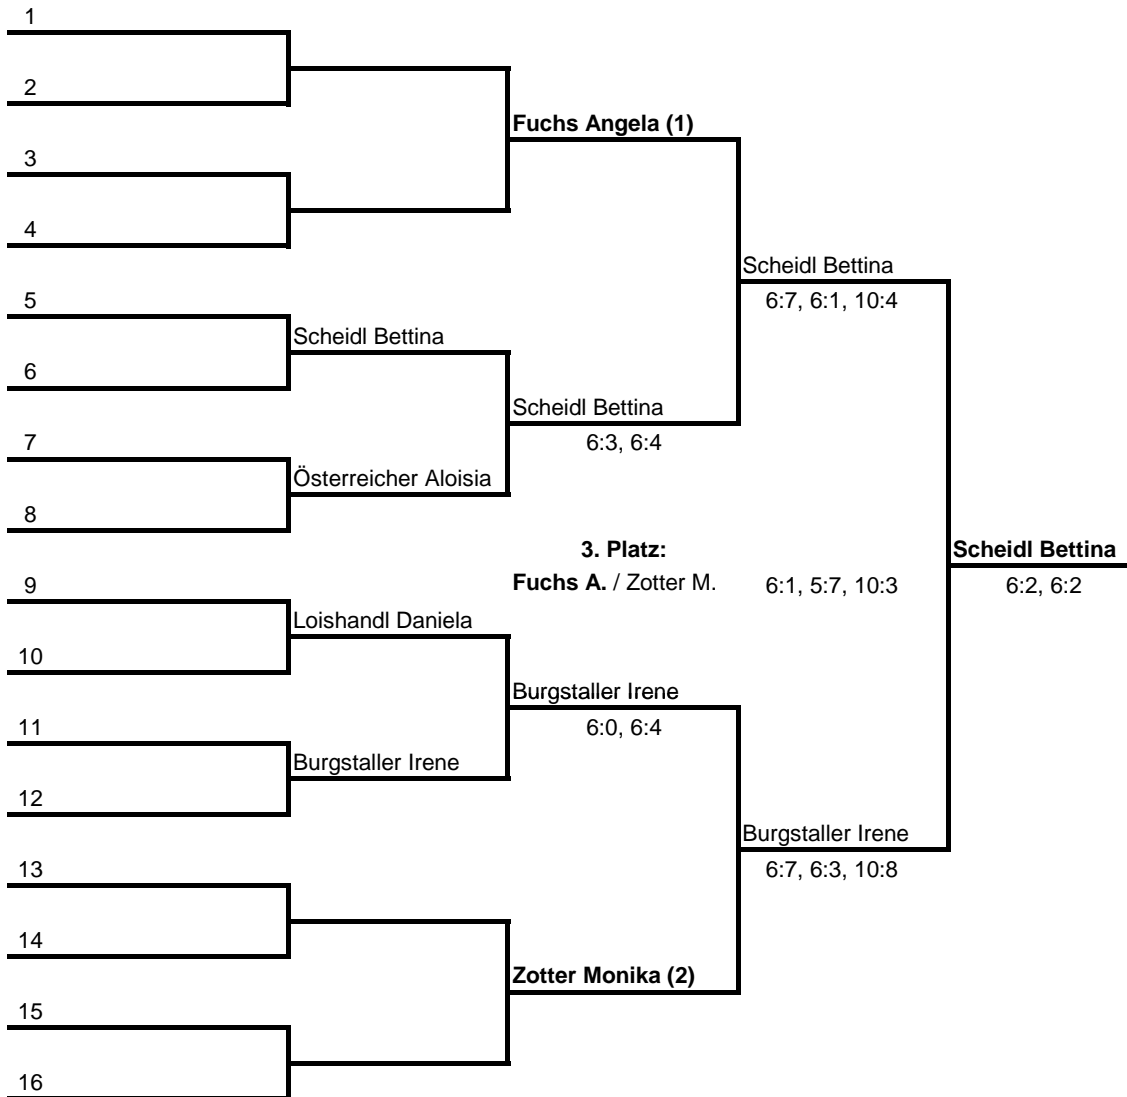 1
2
Fuchs Angela (1)
3
4
Scheidl Bettina
5
6:7, 6:1, 10:4
Scheidl Bettina
6
Scheidl Bettina
7
6:3, 6:4
Österreicher Aloisia
8
3. Platz:
Scheidl Bettina
9
Fuchs A. / Zotter M.
6:1, 5:7, 10:3
6:2, 6:2
Loishandl Daniela
10
Burgstaller Irene
11
6:0, 6:4
Burgstaller Irene
12
Burgstaller Irene
13
6:7, 6:3, 10:8
14
Zotter Monika (2)
15
16